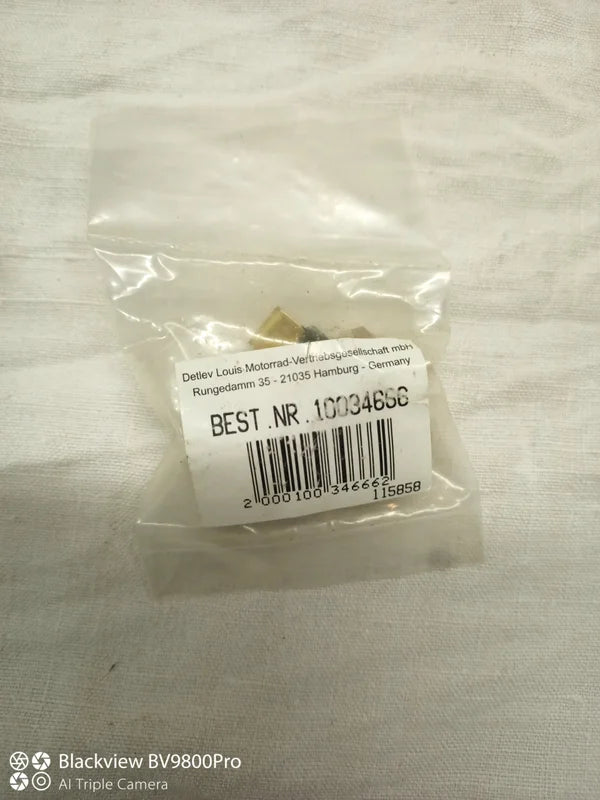 Detlev Louis Motorrad-Vertriebsgesellschaft mbH
Rungedamm 35 - 21035 Hamburg - Germany
BEST.NR.10034666
2 000100 346662
115858
Blackview BV9800Pro
AI Triple Camera